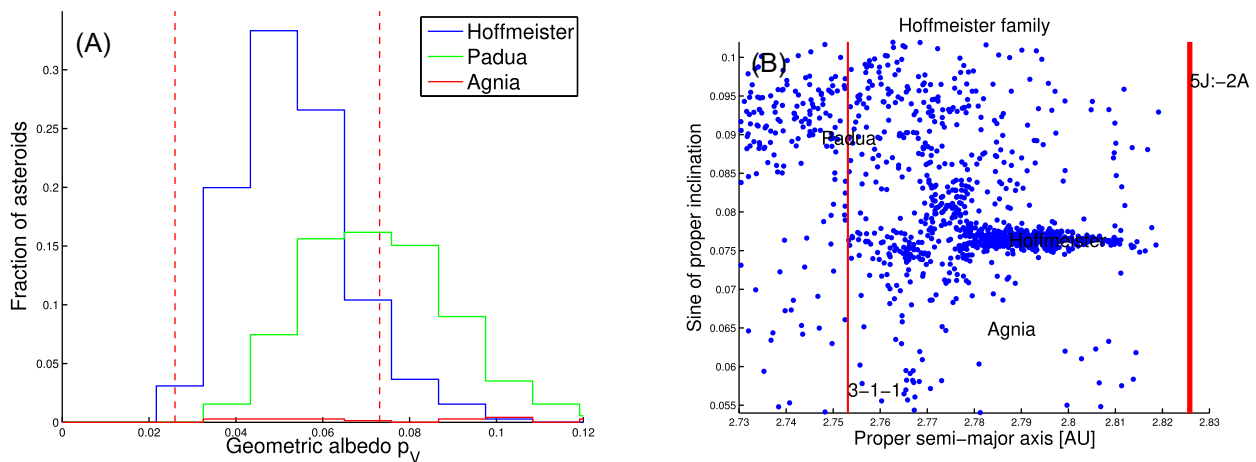 (A)
Hoffmeister
Padua
Agnia
0.3
0.25
0.2
0.15
0.1
0.05
0
0 0.02 0.04 0.06 0.08 0.1 0.12
Fraction of asteroids
Geometric albedo pV
Hoffmeister family
(B)
5J:−2A
Padua
Hoffmeister
Agnia
3−1−1
0.1
0.095
0.09
0.085
0.08
0.075
0.07
0.065
0.06
0.055
2.73 2.74 2.75 2.76 2.77 2.78 2.79 2.8 2.81 2.82 2.83
Sine of proper inclination
Proper semi−major axis [AU]